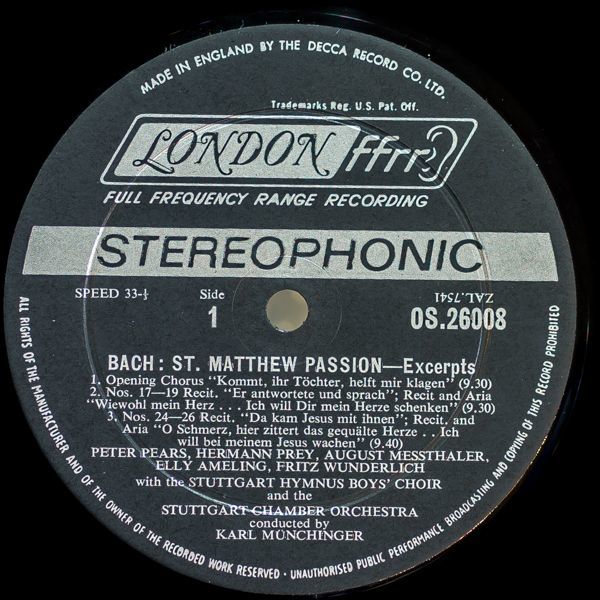 MADE IN ENGLAND BY THE DECCA RECORD CO. LTD.
Trademarks Reg. U.S. Pat. Off.
LONDON ffrr
FULL FREQUENCY RANGE RECORDING
STEREOPHONIC
SPEED 33-⅓
Side
1
ZAL.7541
OS.26008
BACH: ST. MATTHEW PASSION—Excerpts
1. Opening Chorus “Kommt, ihr Töchter, helft mir klagen” (9.30)
2. Nos. 17—19 Recit. “Er antwortete und sprach”; Recit and Aria
“Wiewohl mein Herz . . . Ich will Dir mein Herze schenken” (9.30)
3. Nos. 24—26 Recit. “Da kam Jesus mit ihnen”; Recit. and
Aria “O Schmerz, hier zittert das gequälte Herze . . Ich
will bei meinem Jesus wachen” (9.40)
PETER PEARS, HERMANN PREY, AUGUST MESSTHALER,
ELLY AMELING, FRITZ WUNDERLICH
with the STUTTGART HYMNUS BOYS’ CHOIR
and the
STUTTGART CHAMBER ORCHESTRA
conducted by
KARL MÜNCHINGER
ALL RIGHTS OF THE MANUFACTURER AND OF THE OWNER OF THE RECORDED WORK RESERVED · UNAUTHORISED PUBLIC PERFORMANCE BROADCASTING AND COPYING OF THIS RECORD PROHIBITED